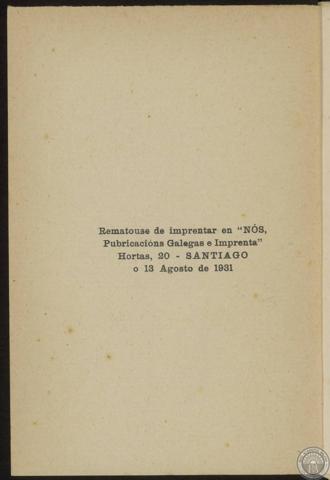 Rematouse de imprentar en "NÓS,
Pubricacións Galegas e Imprenta"
Hortas, 20 - SANTIAGO
o 13 Agosto de 1931